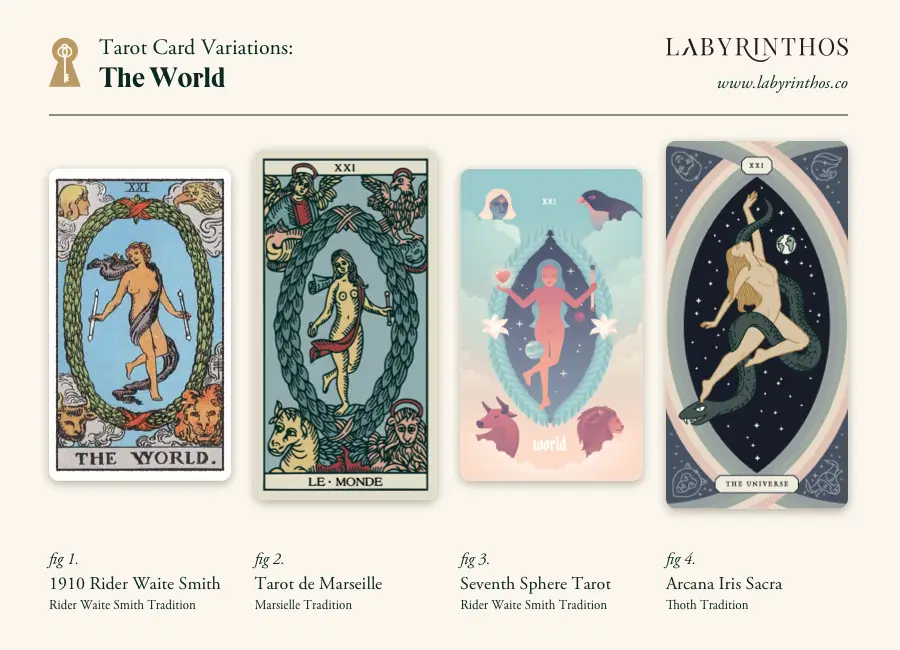 Tarot Card Variations:
The World
LABYRINTHOS
www.labyrinthos.co
XXI
THE WORLD.
XXI
LE • MONDE
XXI
world
XXI
THE UNIVERSE
fig 1.
1910 Rider Waite Smith
Rider Waite Smith Tradition
fig 2.
Tarot de Marseille
Marsielle Tradition
fig 3.
Seventh Sphere Tarot
Rider Waite Smith Tradition
fig 4.
Arcana Iris Sacra
Thoth Tradition